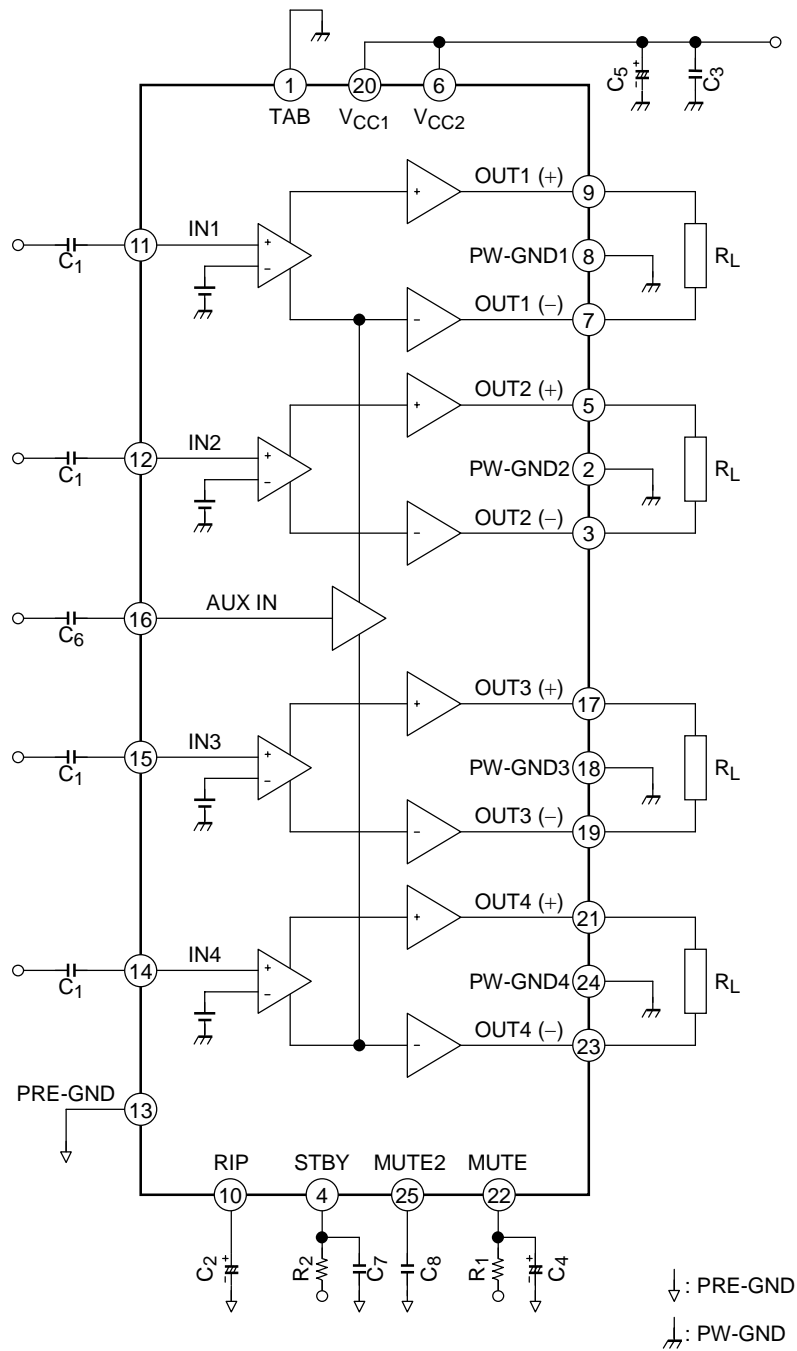 C5
C3
1
20
6
TAB
VCC1
VCC2
OUT1 (+)
9
IN1
11
C1
+
−
+
PW-GND1
8
RL
OUT1 (−)
−
7
OUT2 (+)
5
IN2
12
C1
+
−
+
PW-GND2
2
RL
OUT2 (−)
−
3
AUX IN
16
C6
OUT3 (+)
17
IN3
15
C1
+
−
+
PW-GND3
18
RL
OUT3 (−)
−
19
OUT4 (+)
21
IN4
14
C1
+
−
+
PW-GND4
24
RL
OUT4 (−)
−
23
PRE-GND
13
RIP
STBY
MUTE2
MUTE
10
4
25
22
C2
R2
C7
C8
R1
C4
: PRE-GND
: PW-GND